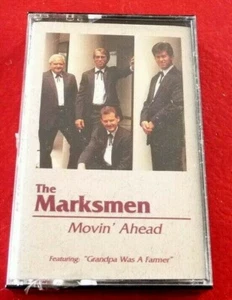 The
Marksmen
Movin' Ahead
Featuring: "Grandpa Was A Farmer"